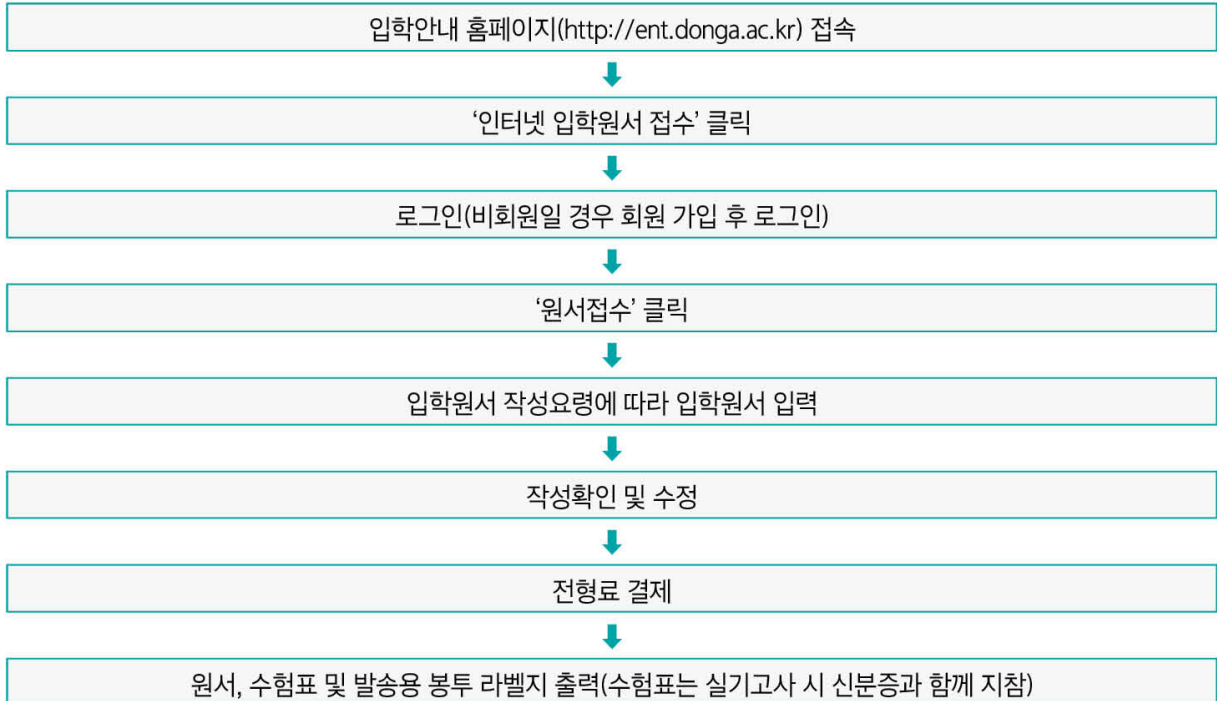 입학안내 홈페이지(http://ent.donga.ac.kr) 접속
‘인터넷 입학원서 접수’ 클릭
로그인(비회원일 경우 회원 가입 후 로그인)
‘원서접수’ 클릭
입학원서 작성요령에 따라 입학원서 입력
작성확인 및 수정
전형료 결제
원서, 수험표 및 발송용 봉투 라벨지 출력(수험표는 실기고사 시 신분증과 함께 지참)